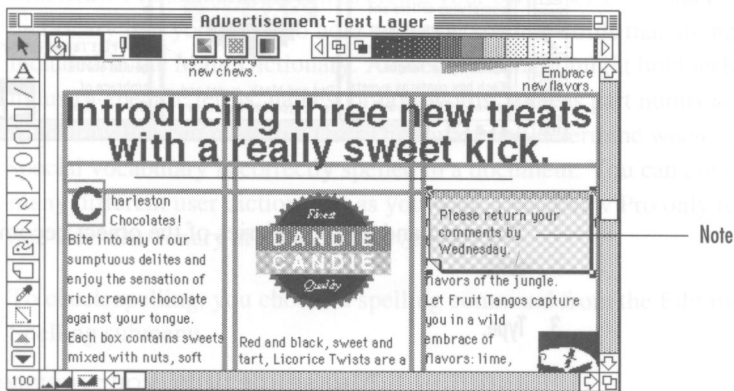 Advertisement-Text Layer
new chews.
Embrace
new flavors.
Introducing three new treats
with a really sweet kick.
Charleston
Chocolates!
Bite into any of our
sumptuous delites and
enjoy the sensation of
rich creamy chocolate
against your tongue.
Each box contains sweets
mixed with nuts, soft
Finest
DANDIE
CANDIE
Quality
Red and black, sweet and
tart, Licorice Twists are a
Please return your
comments by
Wednesday.
Note
flavors of the jungle.
Let Fruit Tangos capture
you in a wild
embrace of
flavors: lime,
A
100